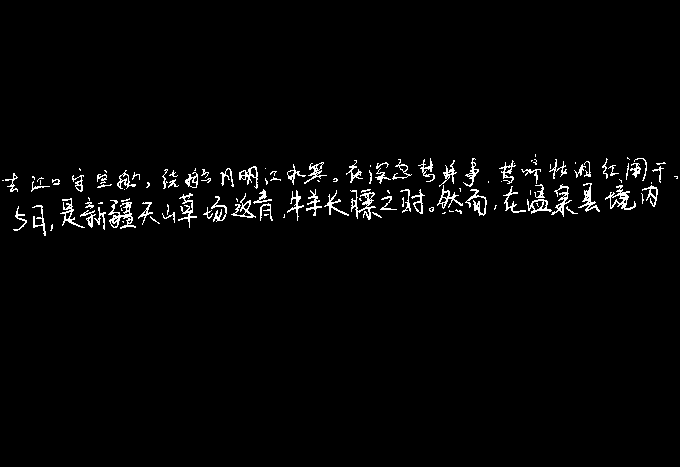 去江口守空船,绕船月明江水寒。夜深忽梦少年事,梦啼妆泪红阑干。
5月,是新疆天山草场返青,牛羊长膘之时。然而,在温泉县境内